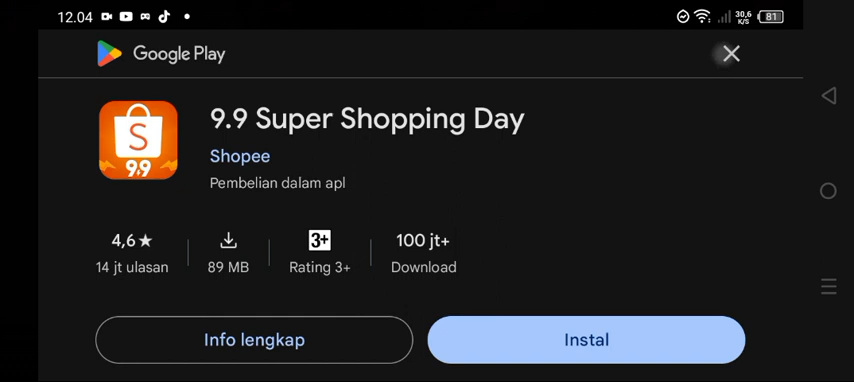 12.04
30,6
K/S
81
Google Play
9.9 Super Shopping Day
S
9.9
Shopee
Pembelian dalam apl
4,6★
14 jt ulasan
89 MB
3+
Rating 3+
100 jt+
Download
Info lengkap
Instal